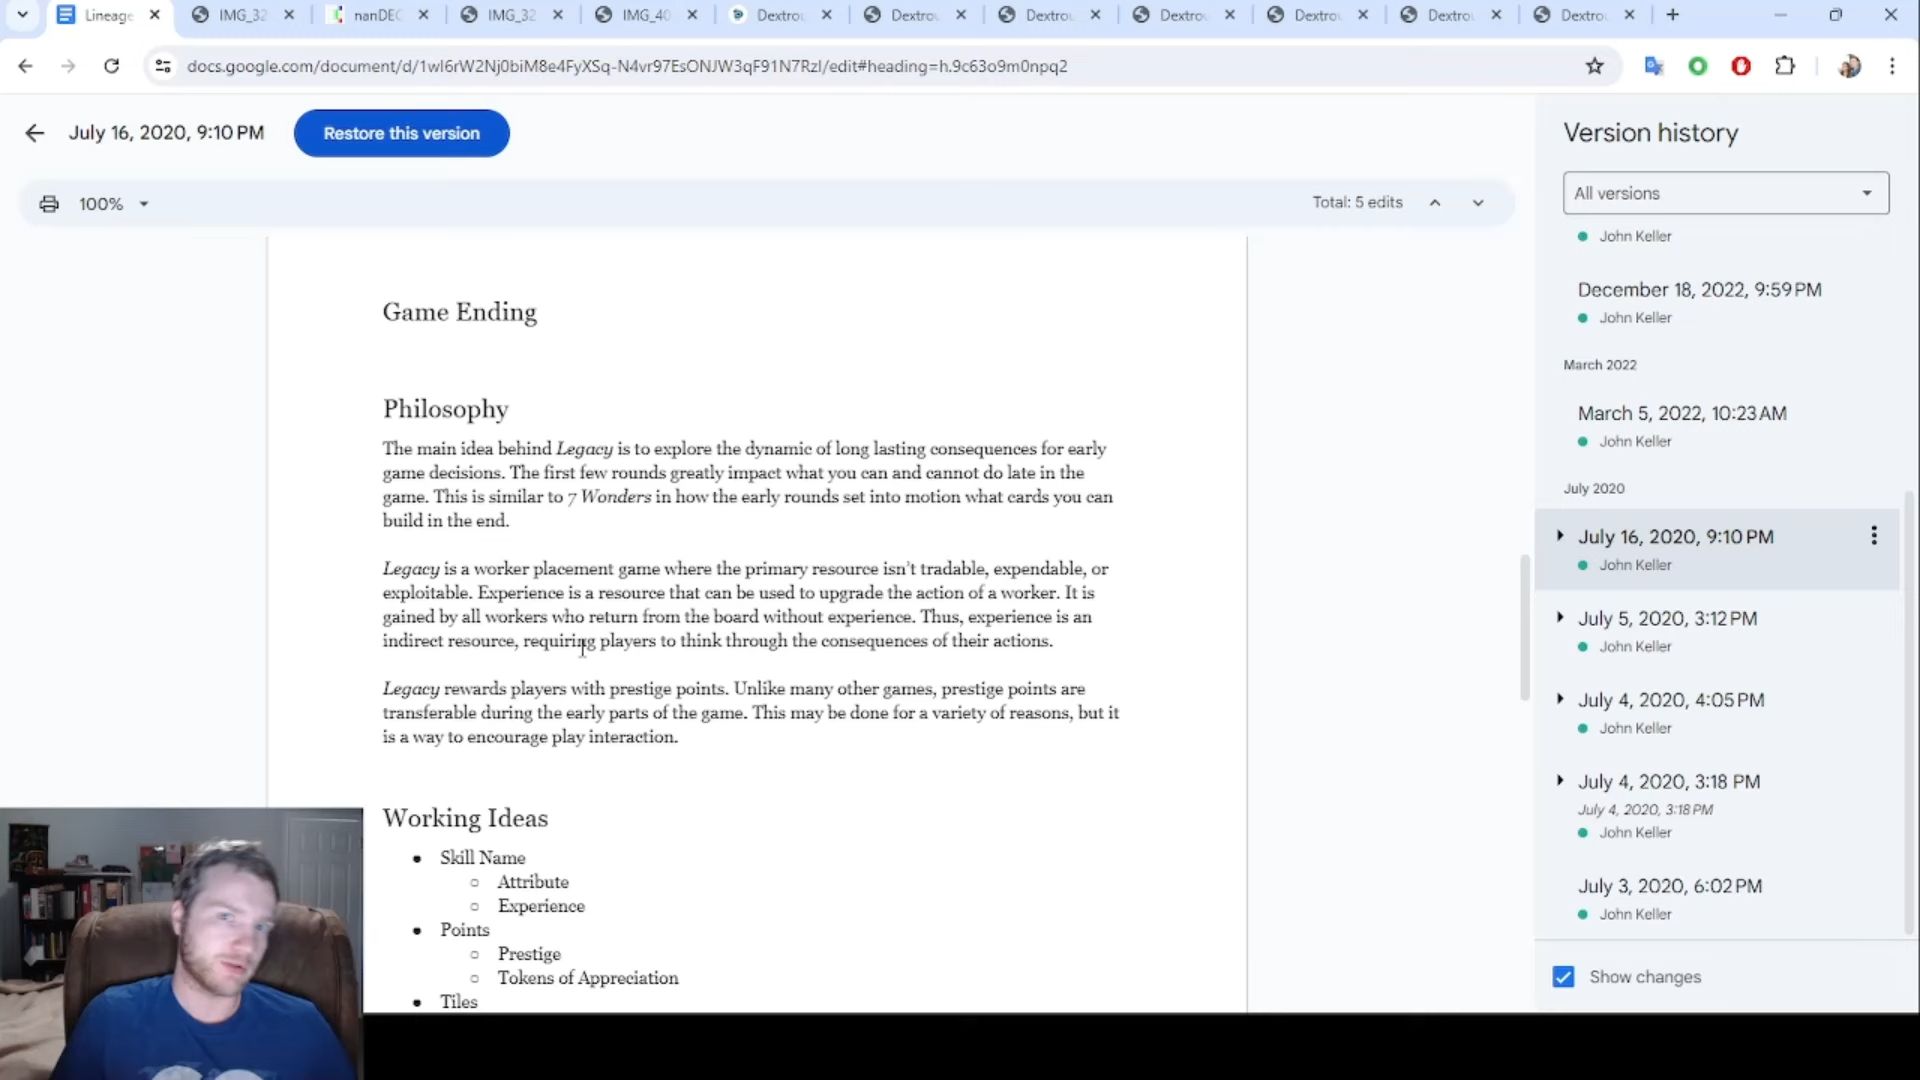 Lineage
IMG_32
nanDEC
IMG_32
IMG_40
Dextrou
Dextrou
Dextrou
Dextrou
Dextrou
Dextrou
Dextrou
docs.google.com/document/d/1wl6rW2Nj0biM8e4FyXSq-N4vr97EsONJW3qF91N7RzI/edit#heading=h.9c63o9m0npq2
July 16, 2020, 9:10 PM
Restore this version
100%
Total: 5 edits
Game Ending
Philosophy
The main idea behind Legacy is to explore the dynamic of long lasting consequences for early
game decisions. The first few rounds greatly impact what you can and cannot do late in the
game. This is similar to 7 Wonders in how the early rounds set into motion what cards you can
build in the end.
Legacy is a worker placement game where the primary resource isn't tradable, expendable, or
exploitable. Experience is a resource that can be used to upgrade the action of a worker. It is
gained by all workers who return from the board without experience. Thus, experience is an
indirect resource, requiring players to think through the consequences of their actions.
Legacy rewards players with prestige points. Unlike many other games, prestige points are
transferable during the early parts of the game. This may be done for a variety of reasons, but it
is a way to encourage play interaction.
Working Ideas
Skill Name
Attribute
Experience
Points
Prestige
Tokens of Appreciation
Tiles
Version history
All versions
John Keller
December 18, 2022, 9:59 PM
John Keller
March 2022
March 5, 2022, 10:23 AM
John Keller
July 2020
July 16, 2020, 9:10 PM
John Keller
July 5, 2020, 3:12 PM
John Keller
July 4, 2020, 4:05 PM
John Keller
July 4, 2020, 3:18 PM
July 4, 2020, 3:18 PM
John Keller
July 3, 2020, 6:02 PM
John Keller
Show changes